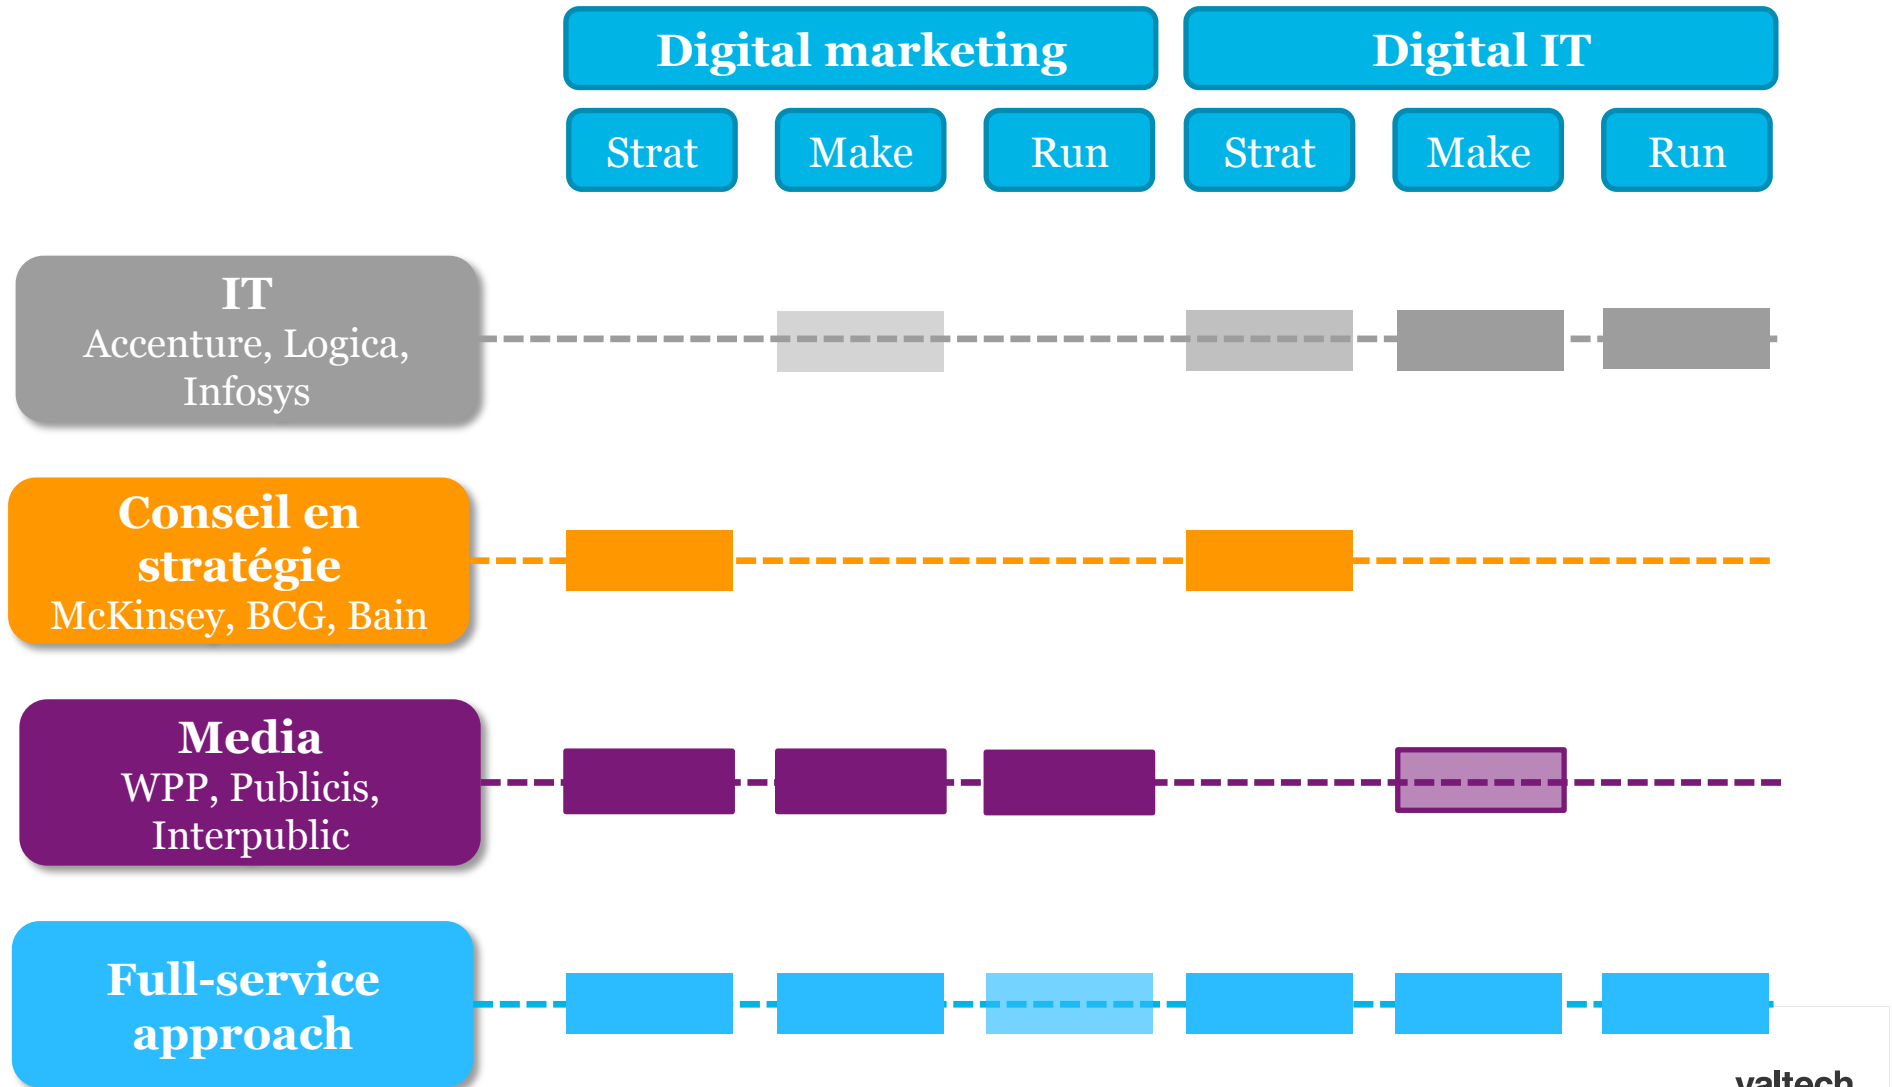 Digital marketing
Digital IT
Strat
Make
Run
Strat
Make
Run
IT
Accenture, Logica,
Infosys
Conseil en
stratégie
McKinsey, BCG, Bain
Media
WPP, Publicis,
Interpublic
Full-service
approach
valtech